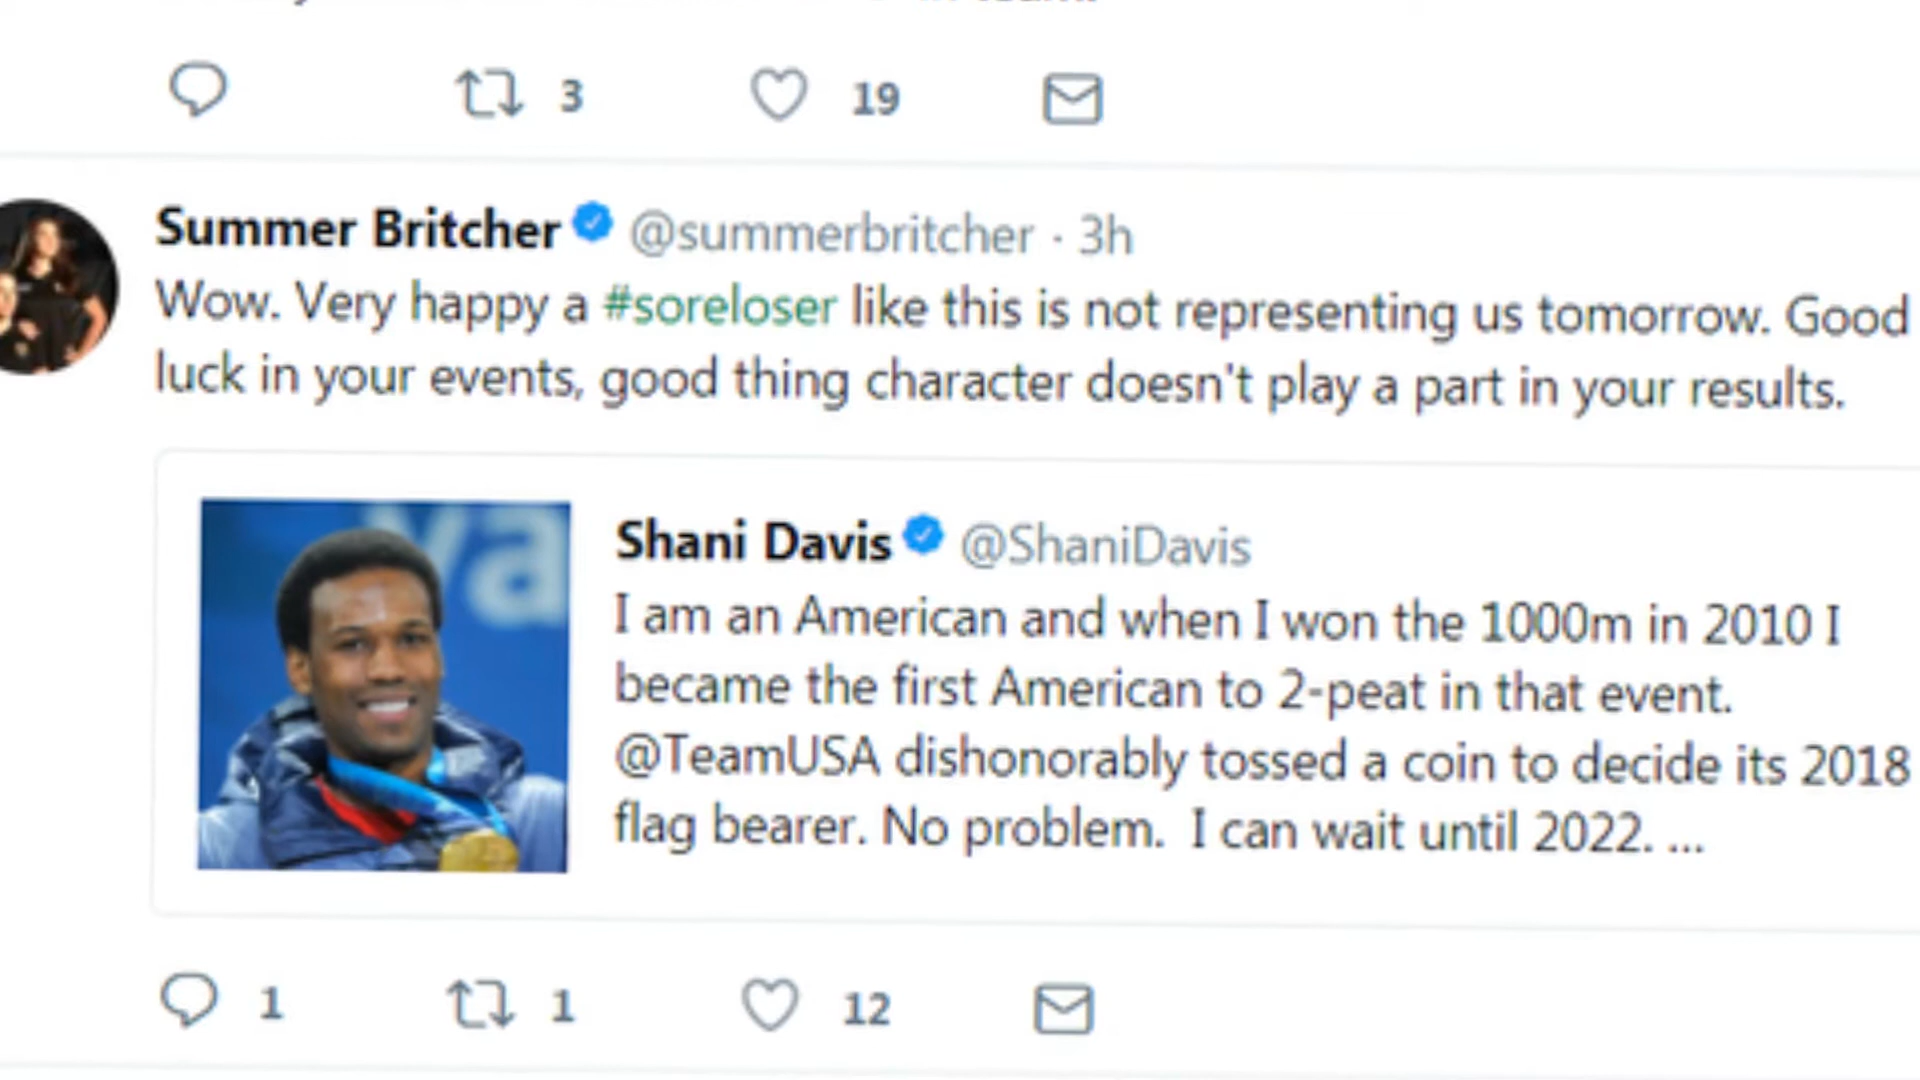 3 19
Summer Britcher @summerbritcher · 3h
Wow. Very happy a #soreloser like this is not representing us tomorrow. Good
luck in your events, good thing character doesn't play a part in your results.
ya
Shani Davis @ShaniDavis
I am an American and when I won the 1000m in 2010 I
became the first American to 2-peat in that event.
@TeamUSA dishonorably tossed a coin to decide its 2018
flag bearer. No problem. I can wait until 2022. ...
1 1 12